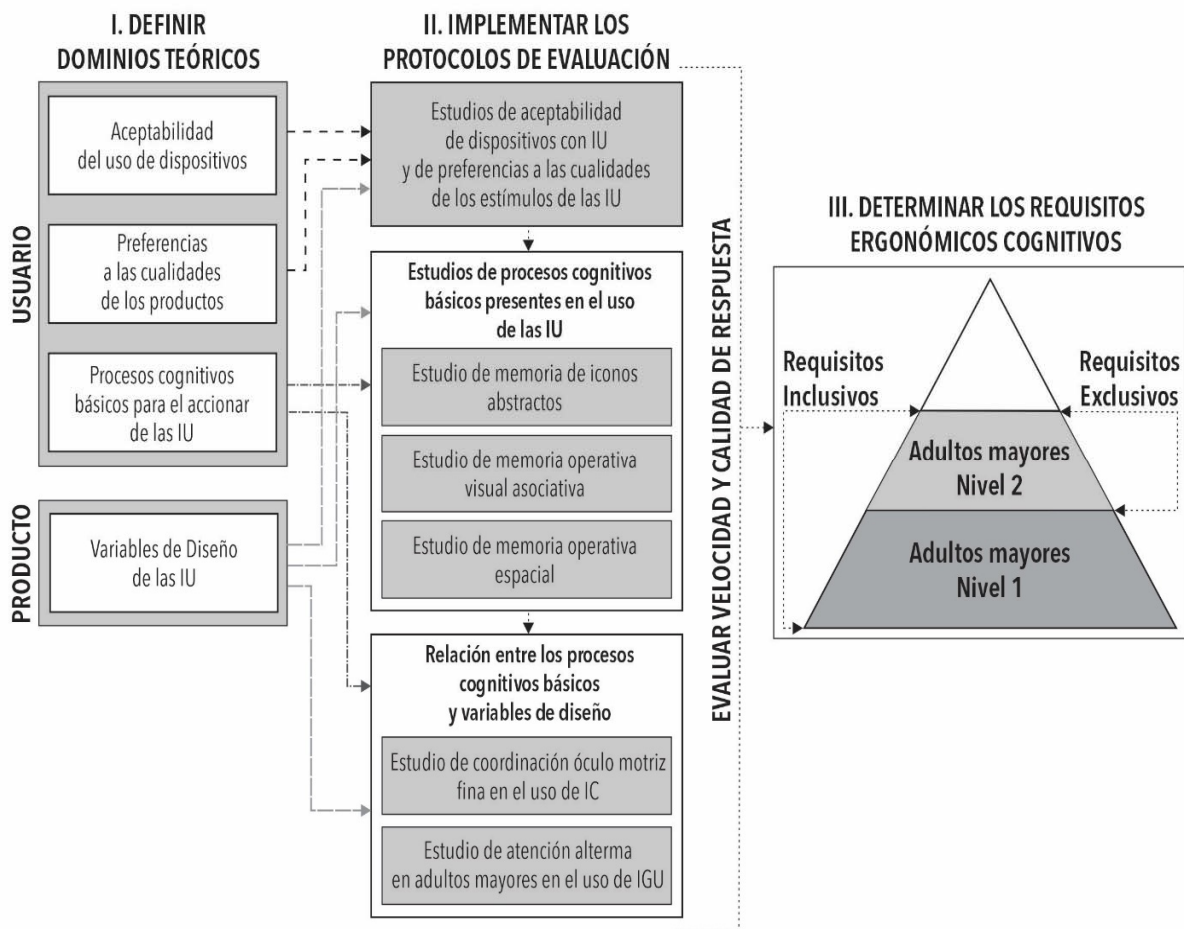 I. DEFINIR
DOMINIOS TEÓRICOS
USUARIO
Aceptabilidad
del uso de dispositivos
Preferencias
a las cualidades
de los productos
Procesos cognitivos
básicos para el accionar
de las IU
PRODUCTO
Variables de Diseño
de las IU
II. IMPLEMENTAR LOS
PROTOCOLOS DE EVALUACIÓN
Estudios de aceptabilidad
de dispositivos con IU
y de preferencias a las cualidades
de los estímulos de las IU
Estudios de procesos cognitivos
básicos presentes en el uso
de las IU
Estudio de memoria de iconos
abstractos
Estudio de memoria operativa
visual asociativa
Estudio de memoria operativa
espacial
Relación entre los procesos
cognitivos básicos
y variables de diseño
Estudio de coordinación óculo motriz
fina en el uso de IC
Estudio de atención alterma
en adultos mayores en el uso de IGU
EVALUAR VELOCIDAD Y CALIDAD DE RESPUESTA
III. DETERMINAR LOS REQUISITOS
ERGONÓMICOS COGNITIVOS
Requisitos
Inclusivos
Requisitos
Exclusivos
Adultos mayores
Nivel 2
Adultos mayores
Nivel 1